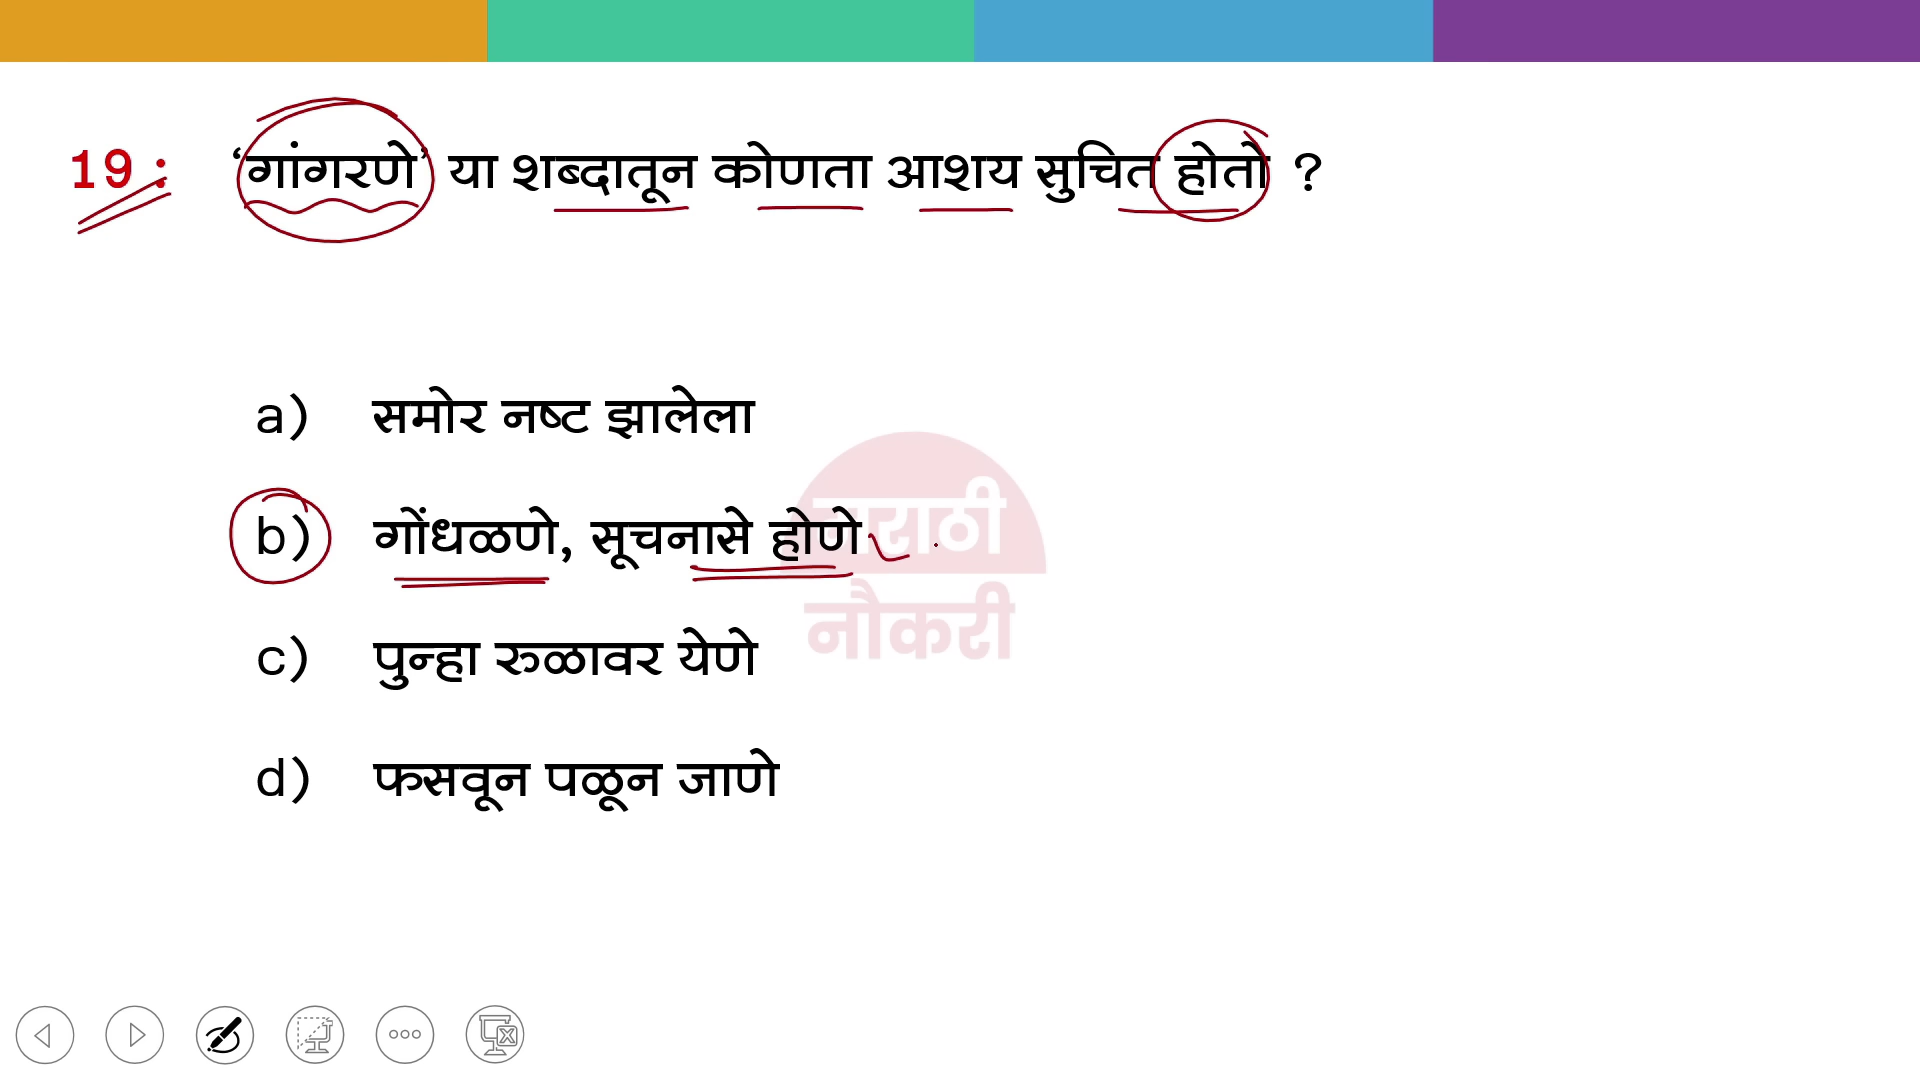 19 : ‘गांगरणे’ या शब्दातून कोणता आशय सुचित होतो ?
a) समोर नष्ट झालेला
b) गोंधळणे, सूचनासे होणे
c) पुन्हा रुळावर येणे
d) फसवून पळून जाणे
मराठी
नौकरी